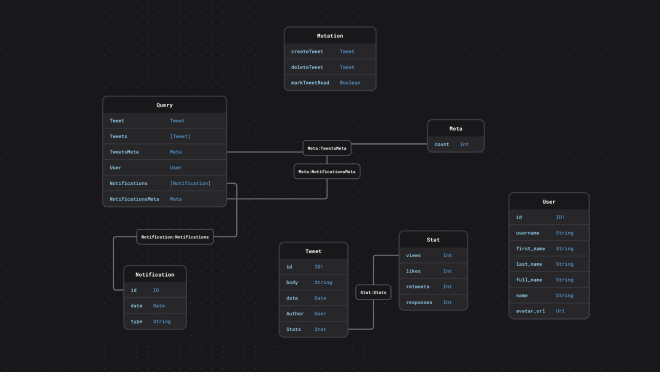 Mutation
createTweet Tweet
deleteTweet Tweet
markTweetRead Boolean
Query
Tweet Tweet
Tweets [Tweet]
TweetsMeta Meta
User User
Notifications [Notification]
NotificationsMeta Meta
Meta:TweetsMeta
Meta:NotificationsMeta
Meta
count Int
Notification:Notifications
Notification
id ID
date Date
type String
Tweet
id ID!
body String
date Date
Author User
Stats Stat
Stat:Stats
Stat
views Int
likes Int
retweets Int
responses Int
User
id ID!
username String
first_name String
last_name String
full_name String
name String
avatar_url Url